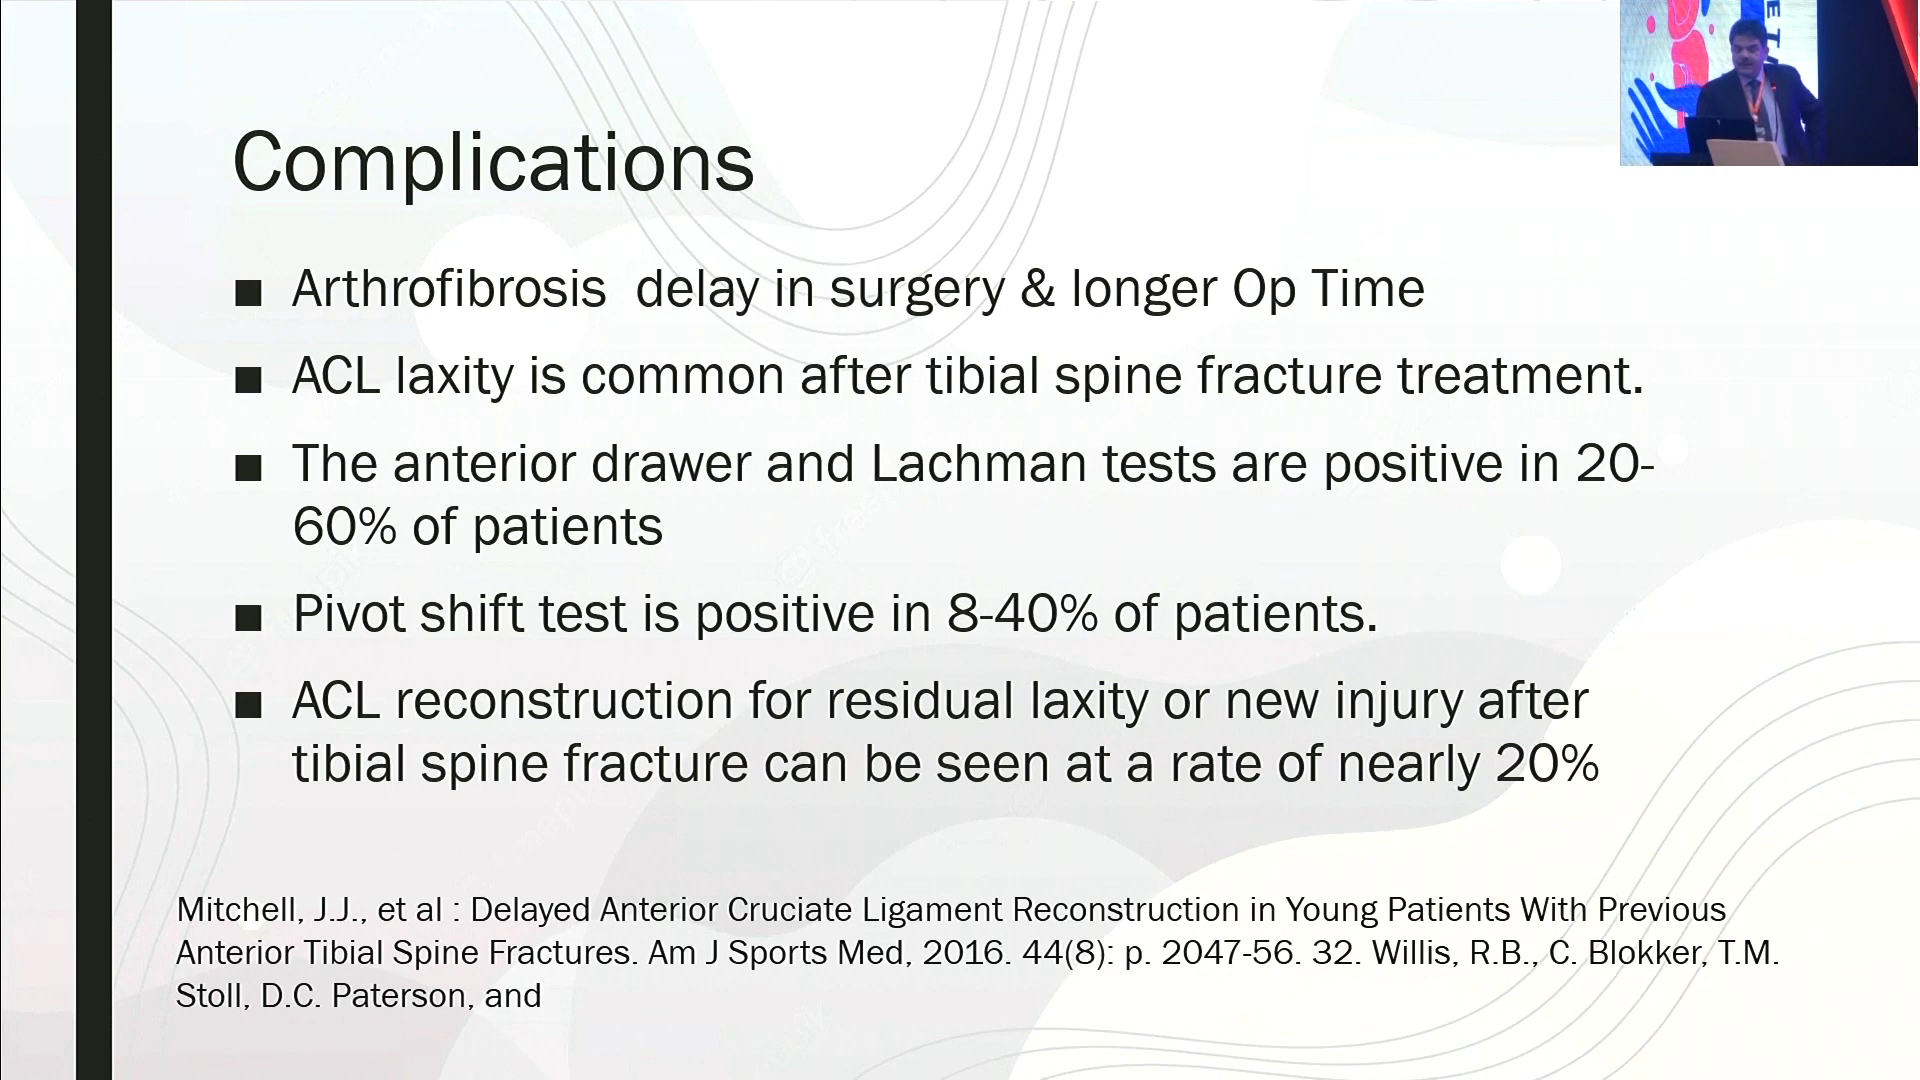 Complications
■ Arthrofibrosis  delay in surgery & longer Op Time
■ ACL laxity is common after tibial spine fracture treatment.
■ The anterior drawer and Lachman tests are positive in 20-
60% of patients
■ Pivot shift test is positive in 8-40% of patients.
■ ACL reconstruction for residual laxity or new injury after
tibial spine fracture can be seen at a rate of nearly 20%
Mitchell, J.J., et al : Delayed Anterior Cruciate Ligament Reconstruction in Young Patients With Previous
Anterior Tibial Spine Fractures. Am J Sports Med, 2016. 44(8): p. 2047-56. 32. Willis, R.B., C. Blokker, T.M.
Stoll, D.C. Paterson, and